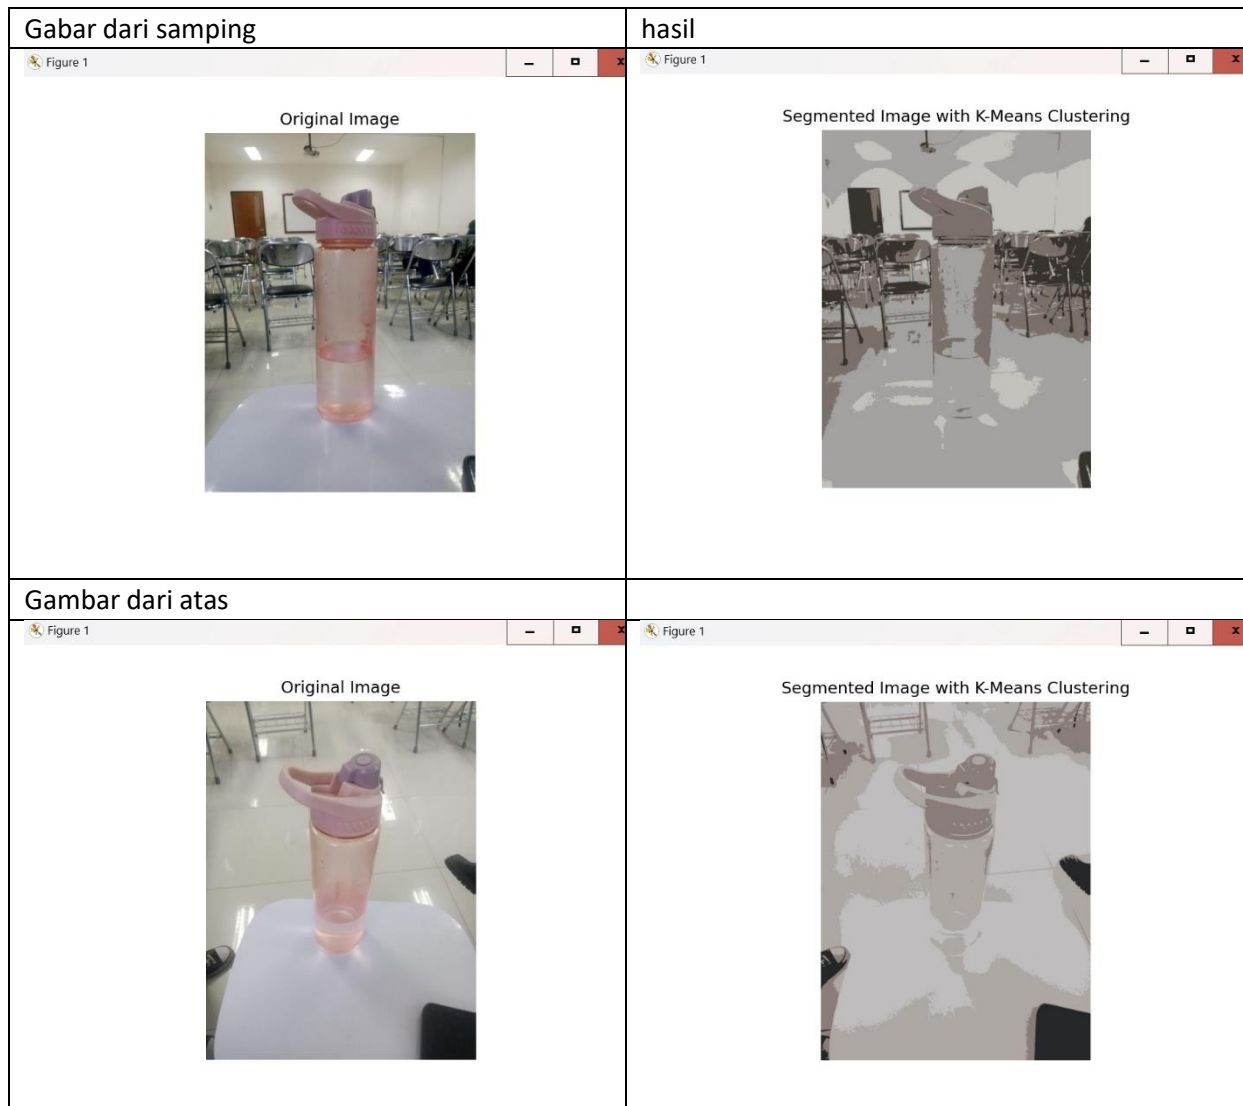 Gabar dari samping
hasil
Figure 1
Figure 1
Original Image
Segmented Image with K-Means Clustering
Gambar dari atas
Figure 1
Figure 1
Original Image
Segmented Image with K-Means Clustering